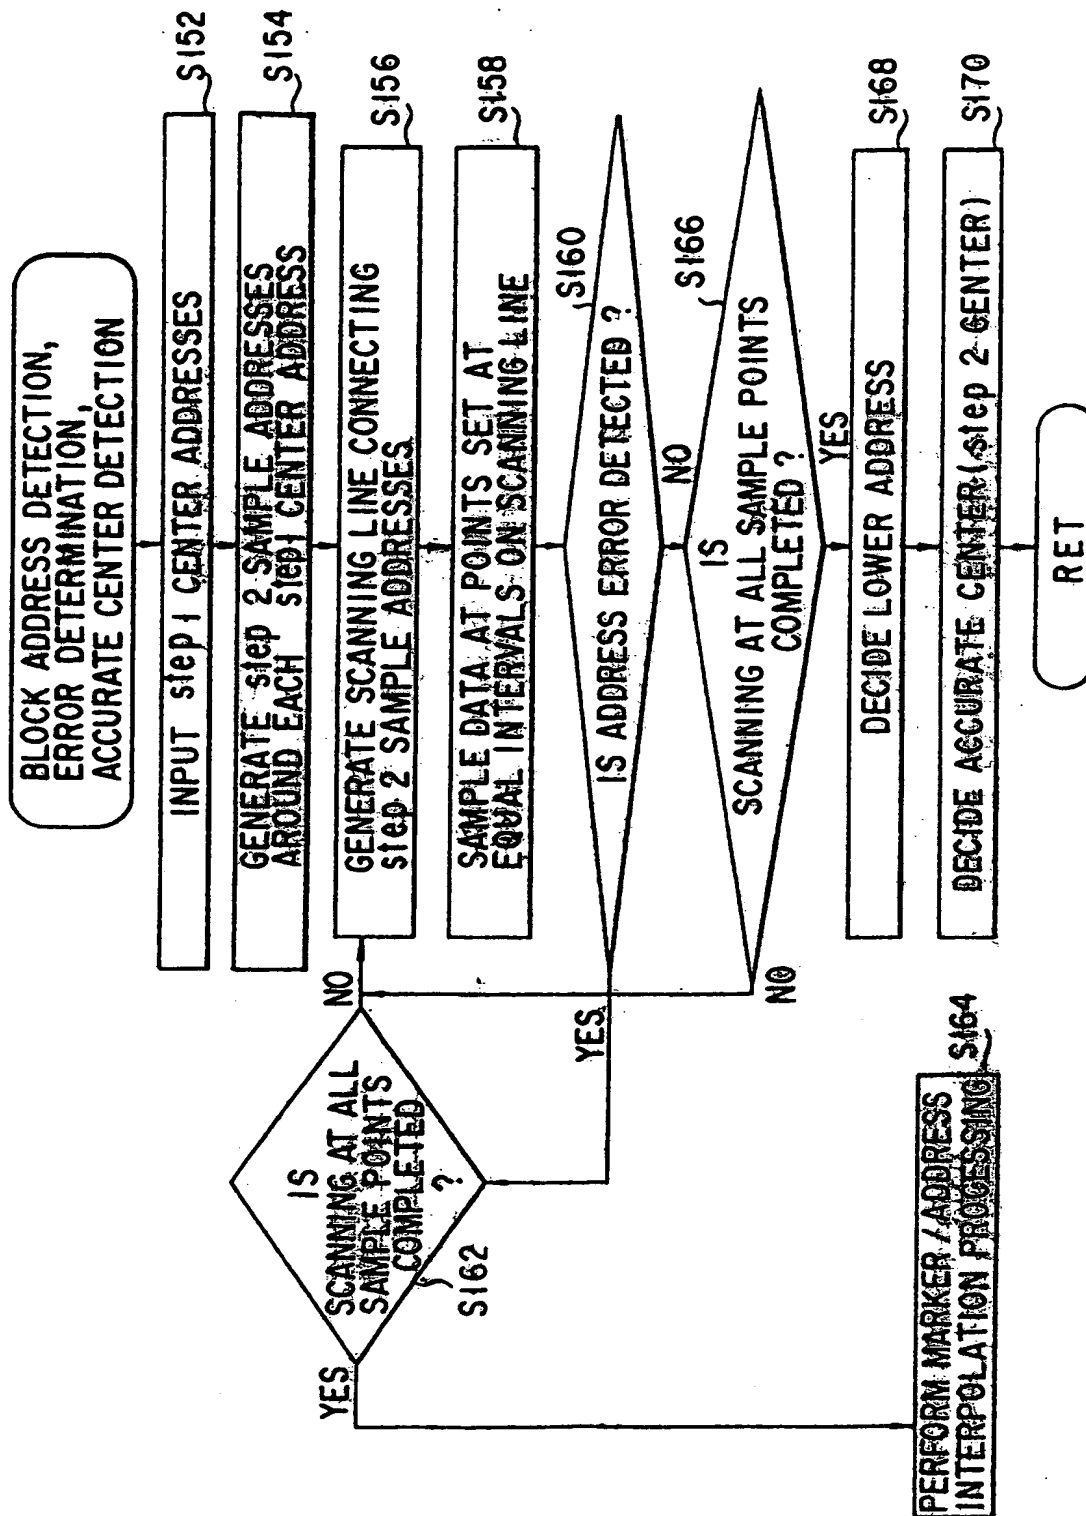 BLOCK ADDRESS DETECTION,
ERROR DETERMINATION,
ACCURATE CENTER DETECTION
INPUT step1 CENTER ADDRESSES
S152
GENERATE step 2 SAMPLE ADDRESSES
AROUND EACH step1 CENTER ADDRESS
S154
GENERATE SCANNING LINE CONNECTING
step 2 SAMPLE ADDRESSES
S156
SAMPLE DATA AT POINTS SET AT
EQUAL INTERVALS ON SCANNING LINE
S158
IS ADDRESS ERROR DETECTED ?
S160
YES
NO
IS
SCANNING AT ALL
SAMPLE POINTS
COMPLETED
?
S162
NO
YES
PERFORM MARKER / ADDRESS
INTERPOLATION PROCESSING
S164
IS
SCANNING AT ALL SAMPLE POINTS
COMPLETED ?
S166
NO
YES
DECIDE LOWER ADDRESS
S168
DECIDE ACCURATE CENTER(step 2 CENTER)
S170
RET